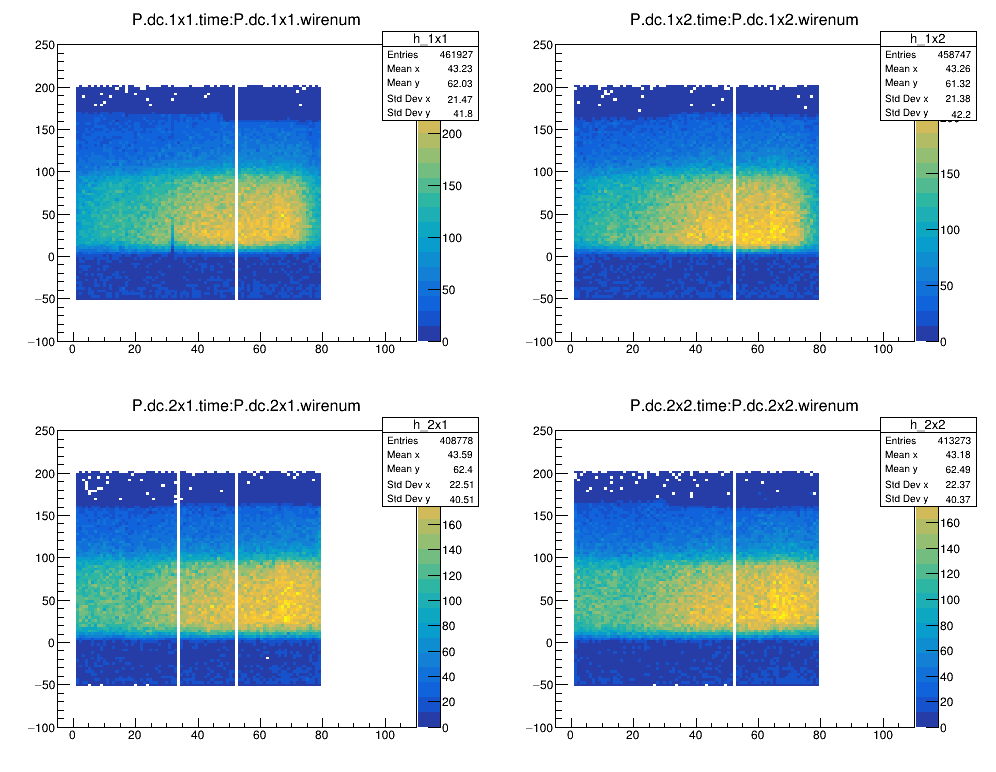 P.dc.1x1.time:P.dc.1x1.wirenum
h_1x1
Entries 461927
Mean x 43.23
Mean y 62.03
Std Dev x 21.47
Std Dev y 41.8
250
200
150
100
50
0
−50
−100
0 20 40 60 80 100
200
150
100
50
0
P.dc.1x2.time:P.dc.1x2.wirenum
h_1x2
Entries 458747
Mean x 43.26
Mean y 61.32
Std Dev x 21.38
Std Dev y 42.2
250
200
150
100
50
0
−50
−100
0 20 40 60 80 100
150
100
50
0
P.dc.2x1.time:P.dc.2x1.wirenum
h_2x1
Entries 408778
Mean x 43.59
Mean y 62.4
Std Dev x 22.51
Std Dev y 40.51
250
200
150
100
50
0
−50
−100
0 20 40 60 80 100
160
140
120
100
80
60
40
20
0
P.dc.2x2.time:P.dc.2x2.wirenum
h_2x2
Entries 413273
Mean x 43.18
Mean y 62.49
Std Dev x 22.37
Std Dev y 40.37
250
200
150
100
50
0
−50
−100
0 20 40 60 80 100
160
140
120
100
80
60
40
20
0